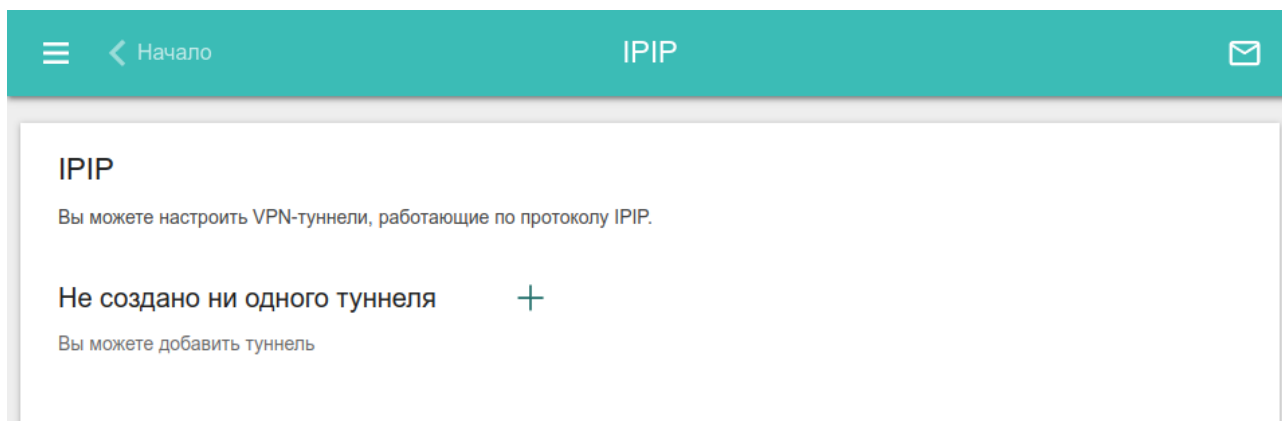 Начало
IPIP
IPIP
Вы можете настроить VPN-туннели, работающие по протоколу IPIP.
Не создано ни одного туннеля
Вы можете добавить туннель